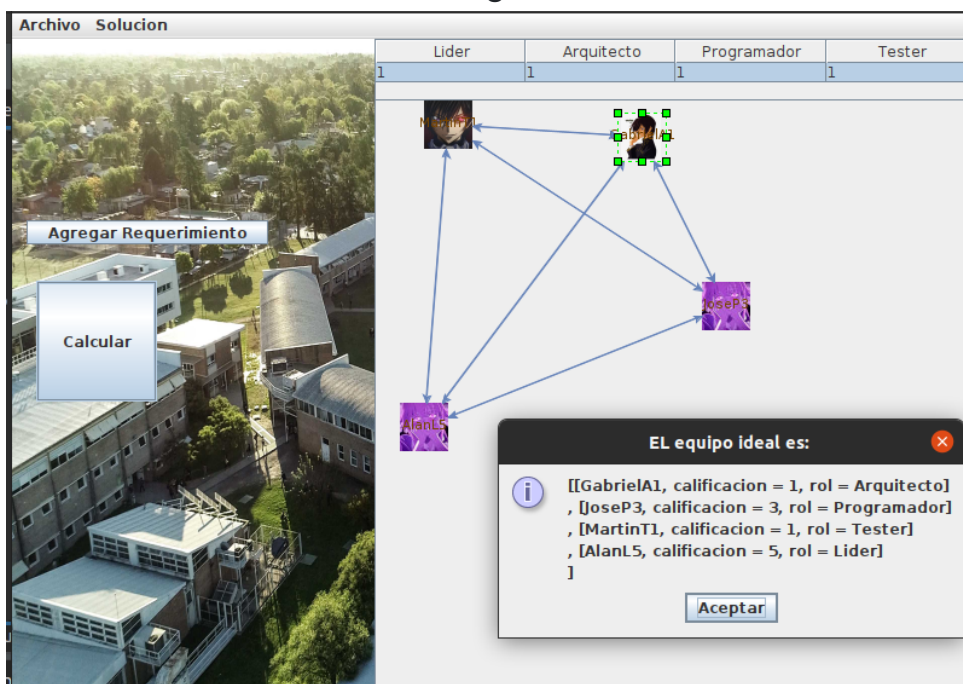 Archivo Solucion
Lider Arquitecto Programador Tester
1 1 1 1
MartinT1
GabrielA1
Agregar Requerimiento
JoseP3
Calcular
AlanL5
EL equipo ideal es:
[[GabrielA1, calificacion = 1, rol = Arquitecto]
, [JoseP3, calificacion = 3, rol = Programador]
, [MartinT1, calificacion = 1, rol = Tester]
, [AlanL5, calificacion = 5, rol = Lider]
]
Aceptar